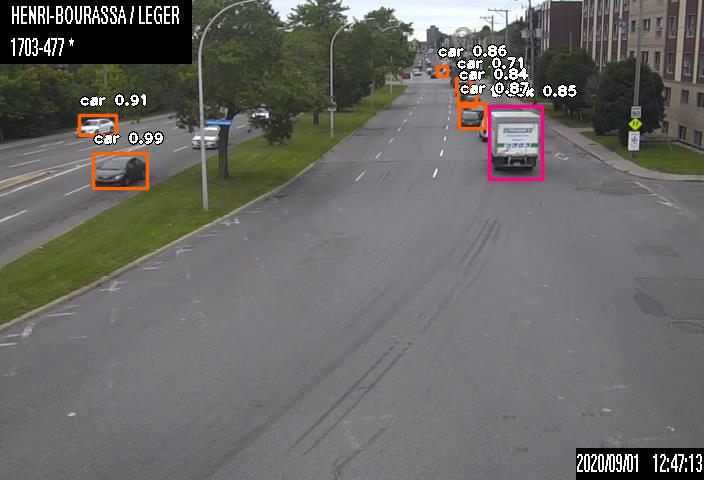 HENRI-BOURASSA / LEGER
1703-477 *
car 0.86
car 0.71
car 0.84
car 0.87
0.85
car 0.91
car 0.99
2020/09/01 12:47:13